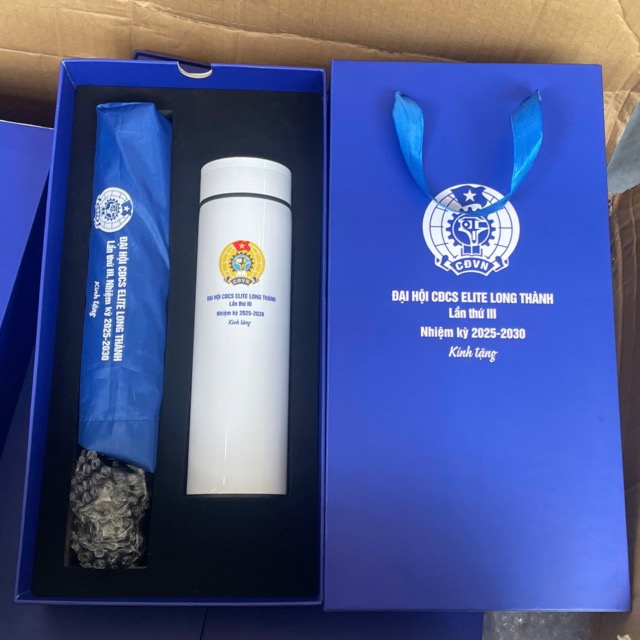 ĐẠI HỘI CĐCS ELITE LONG THÀNH
Lần thứ III, Nhiệm kỳ 2025-2030
Kính tặng
CĐVN
ĐẠI HỘI CĐCS ELITE LONG THÀNH
Lần thứ III
Nhiệm kỳ 2025-2030
Kính tặng
CĐVN
ĐẠI HỘI CĐCS ELITE LONG THÀNH
Lần thứ III
Nhiệm kỳ 2025-2030
Kính tặng